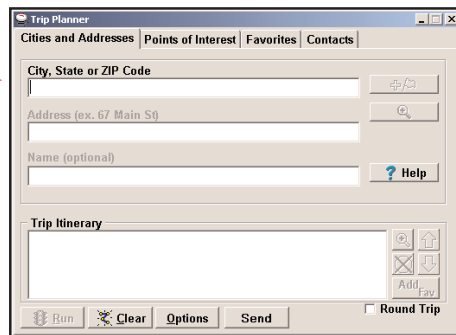 Trip Planner
Cities and Addresses Points of Interest Favorites Contacts
City, State or ZIP Code
Address (ex. 67 Main St)
Name (optional)
? Help
Trip Itinerary
Add Fav
Round Trip
Run Clear Options Send